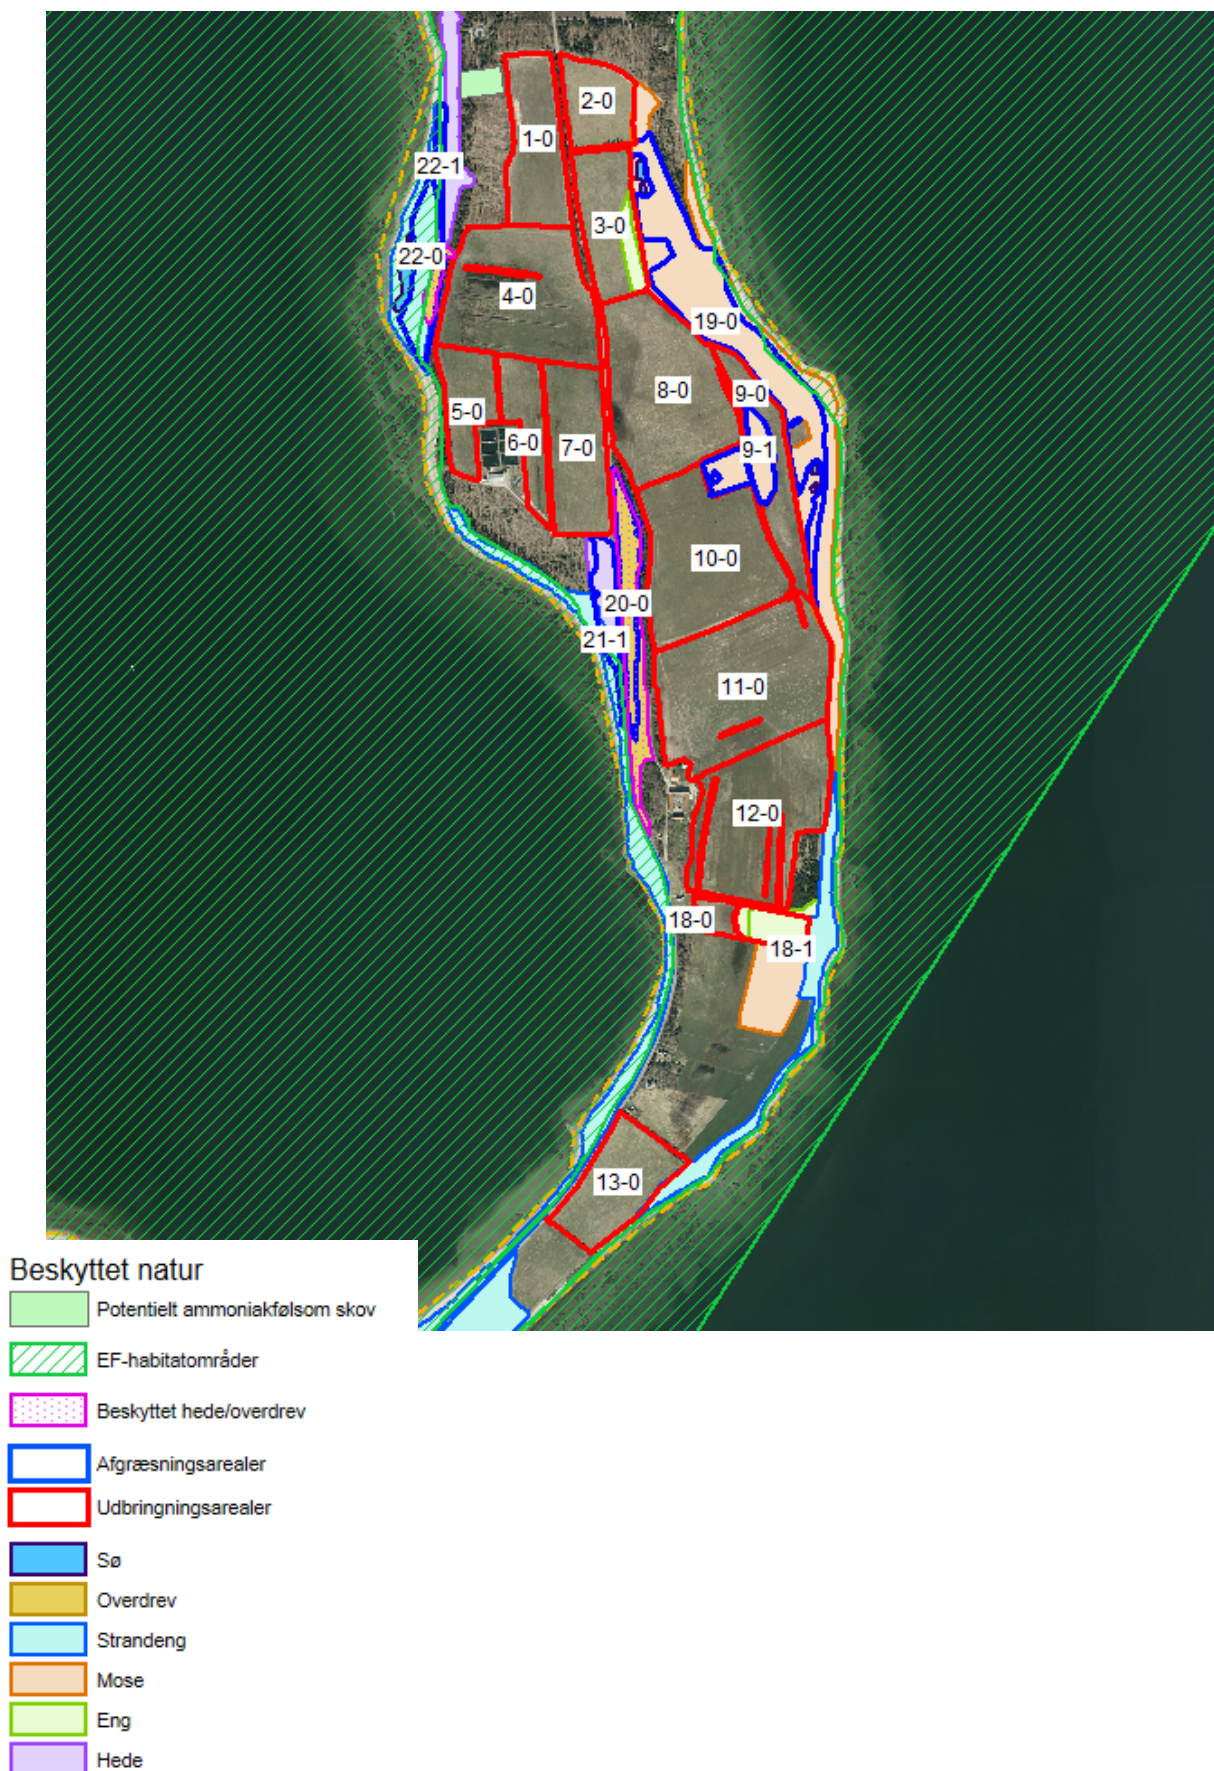 2-0
1-0
22-1
3-0
22-0
4-0
19-0
8-0
9-0
5-0
6-0
7-0
9-1
10-0
20-0
21-1
11-0
12-0
18-0
18-1
13-0
Beskyttet natur
Potentielt ammoniakfølsom skov
EF-habitatområder
Beskyttet hede/overdrev
Afgræsningsarealer
Udbringningsarealer
Sø
Overdrev
Strandeng
Mose
Eng
Hede